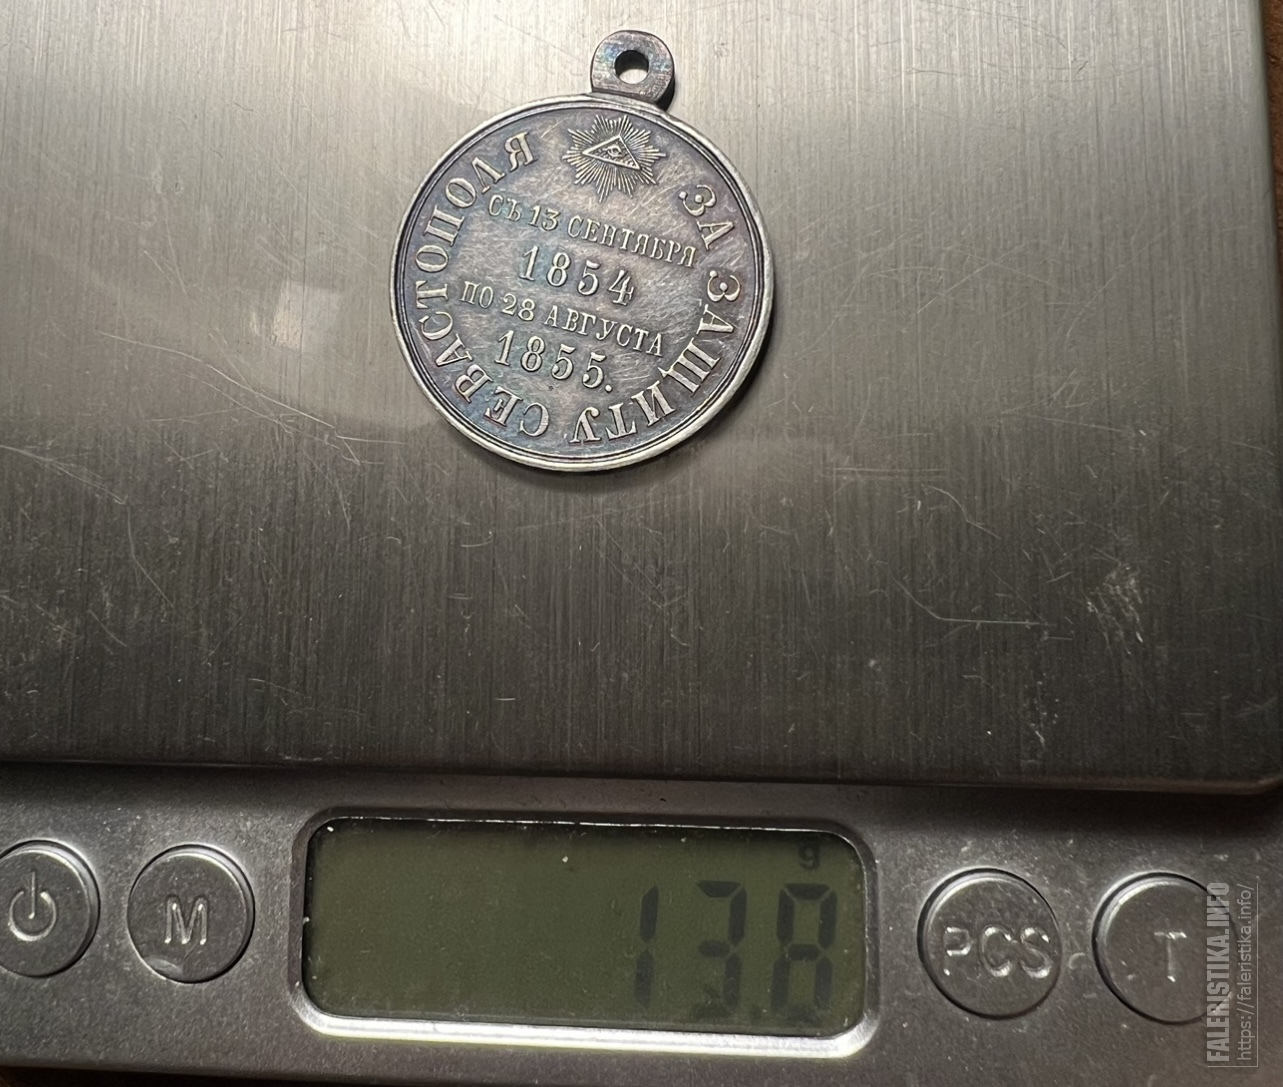 ЗА ЗАЩИТУ СЕВАСТОПОЛЯ
СЪ 13 СЕНТЯБРЯ
1854
ПО 28 АВГУСТА
1855.
g
13.8
M
PCS
T
FALERISTIKA.INFO
https://faleristika.info/